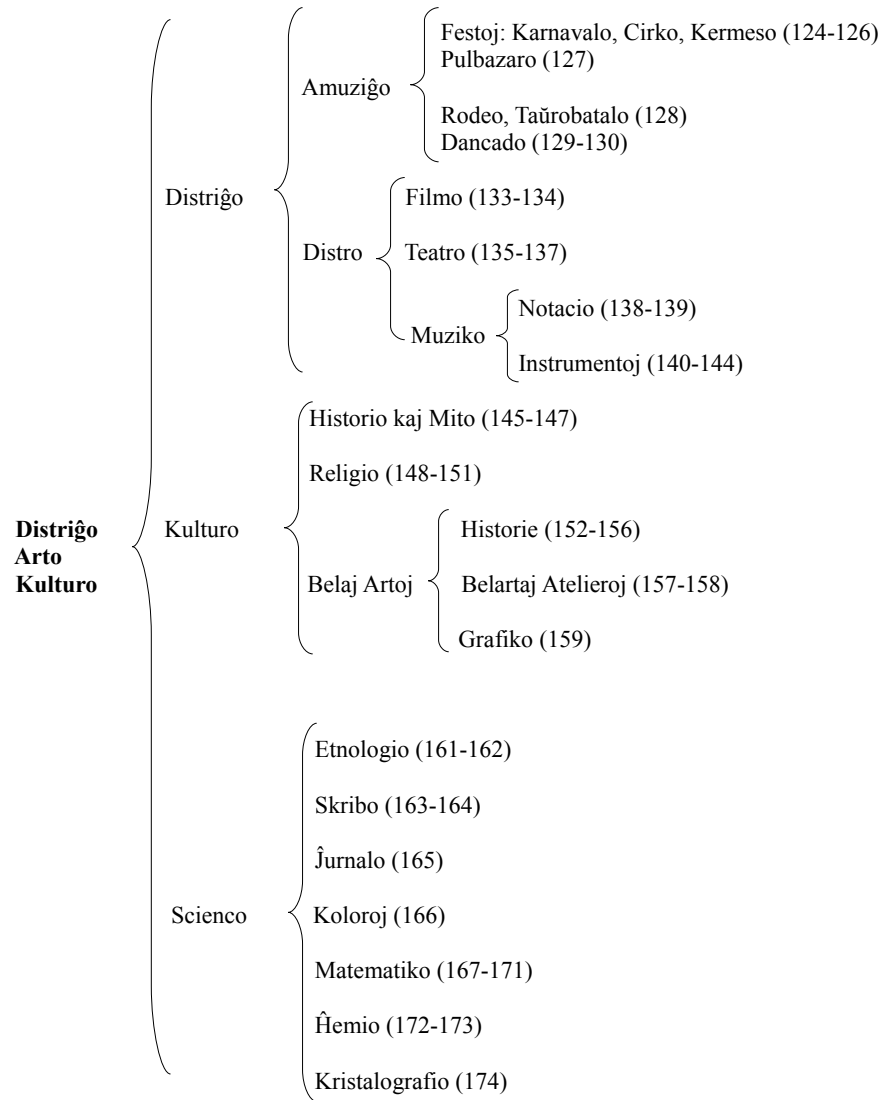 Festoj: Karnavalo, Cirko, Kermeso (124-126)
Pulbazaro (127)
Amuziĝo
Rodeo, Taŭrobatalo (128)
Dancado (129-130)
Distriĝo
Filmo (133-134)
Distro
Teatro (135-137)
Notacio (138-139)
Muziko
Instrumentoj (140-144)
Historio kaj Mito (145-147)
Religio (148-151)
Distriĝo
Arto
Kulturo
Kulturo
Historie (152-156)
Belaj Artoj
Belartaj Atelieroj (157-158)
Grafiko (159)
Etnologio (161-162)
Skribo (163-164)
Ĵurnalo (165)
Scienco
Koloroj (166)
Matematiko (167-171)
Ĥemio (172-173)
Kristalografio (174)